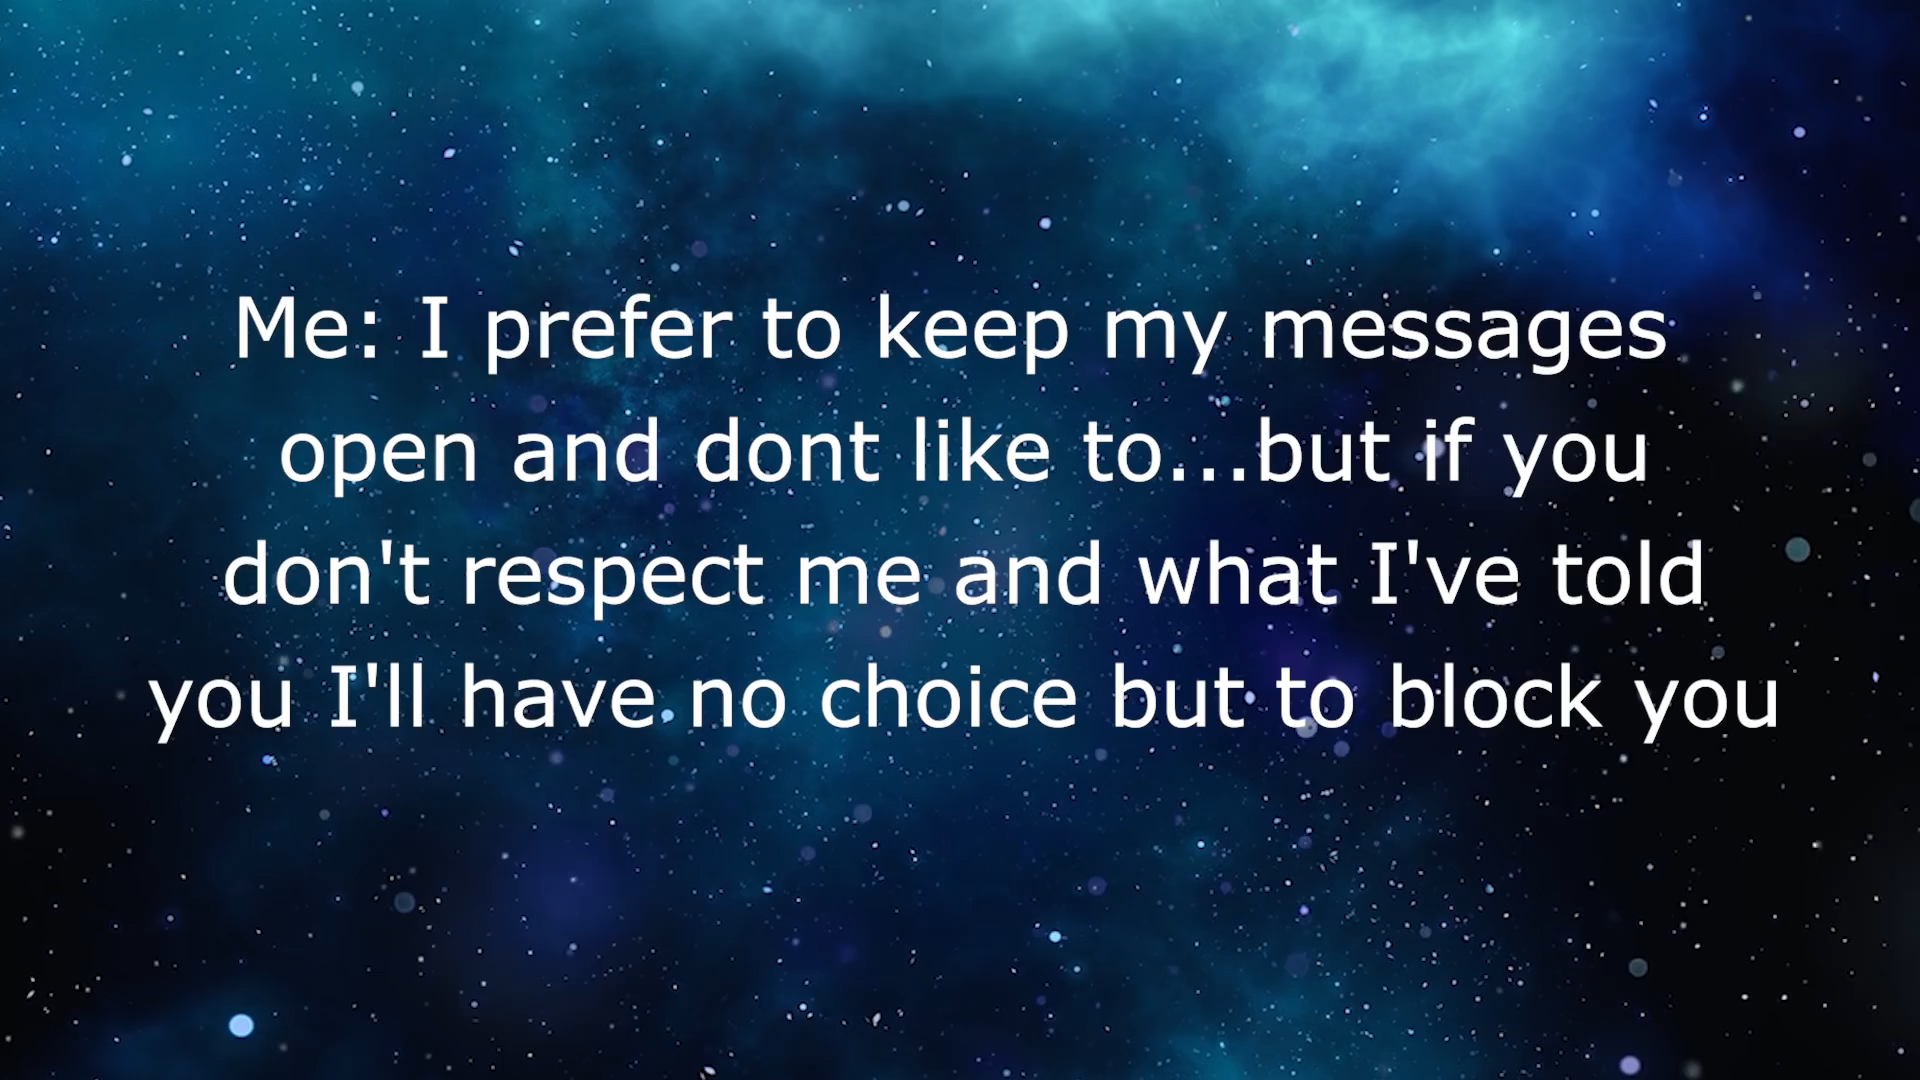 Me: I prefer to keep my messages
open and dont like to...but if you
don't respect me and what I've told
you I'll have no choice but to block you